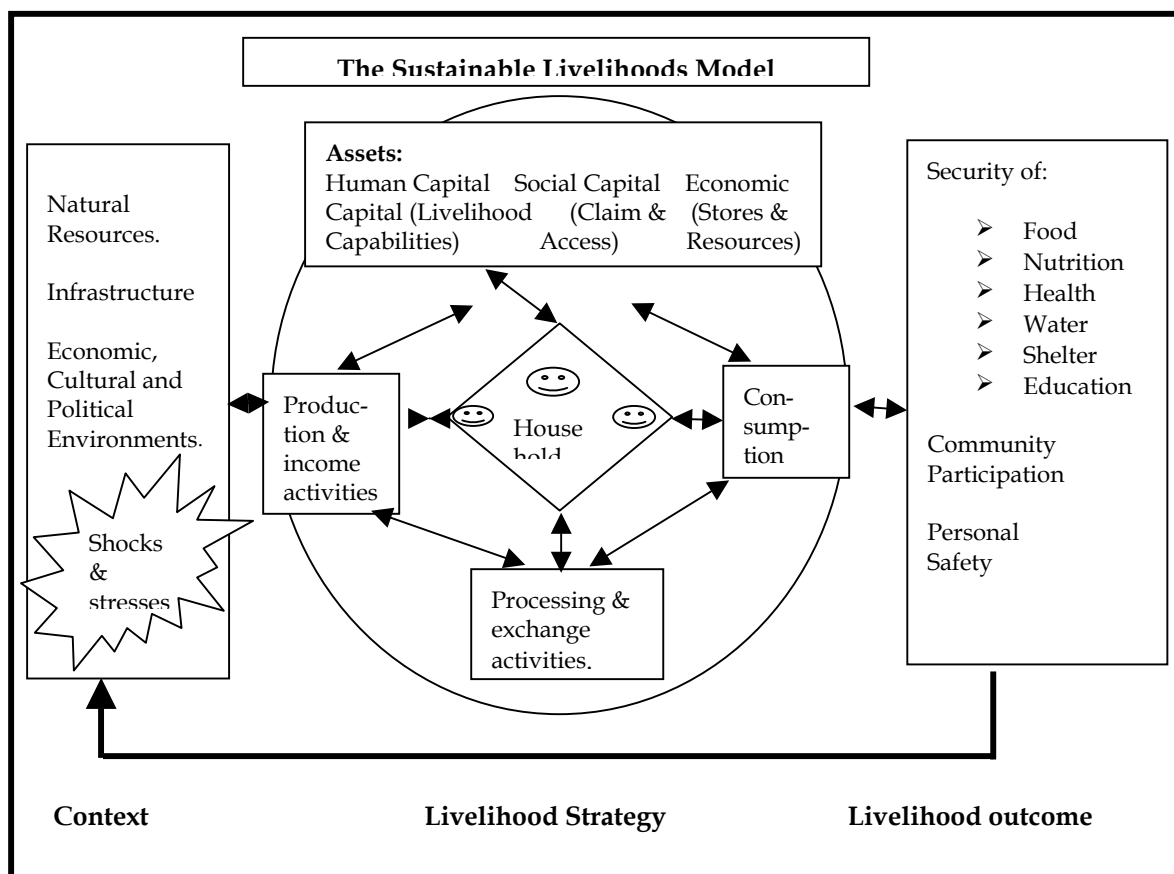 The Sustainable Livelihoods Model
Assets:
Human Capital Social Capital Economic
Capital (Livelihood (Claim & (Stores &
Capabilities) Access) Resources)
Natural
Resources.
Infrastructure
Economic,
Cultural and
Political
Environments.
Shocks
&
stresses
Produc-
tion &
income
activities
House
hold
Con-
sump-
tion
Processing &
exchange
activities.
Security of:
Food
Nutrition
Health
Water
Shelter
Education
Community
Participation
Personal
Safety
Context
Livelihood Strategy
Livelihood outcome